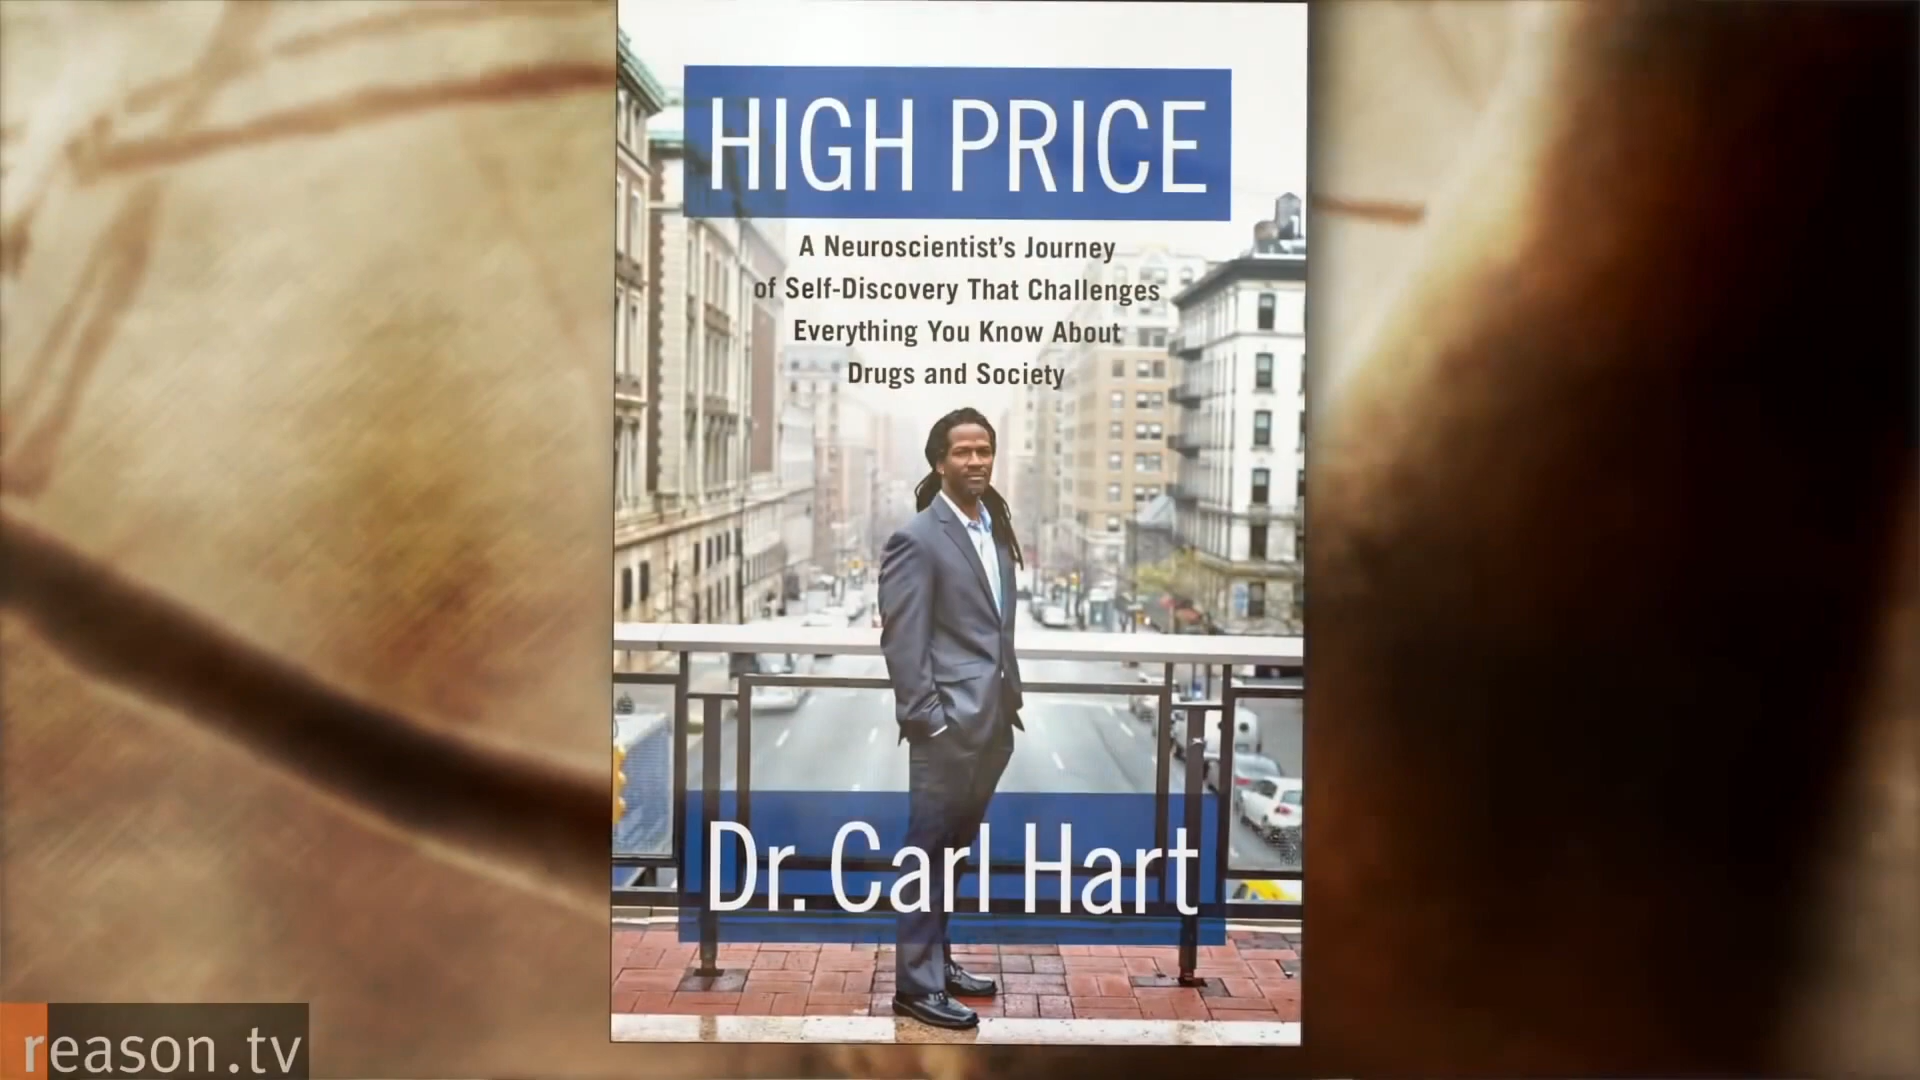 HIGH PRICE
A Neuroscientist's Journey
of Self-Discovery That Challenges
Everything You Know About
Drugs and Society
Dr. Carl Hart
reason.tv